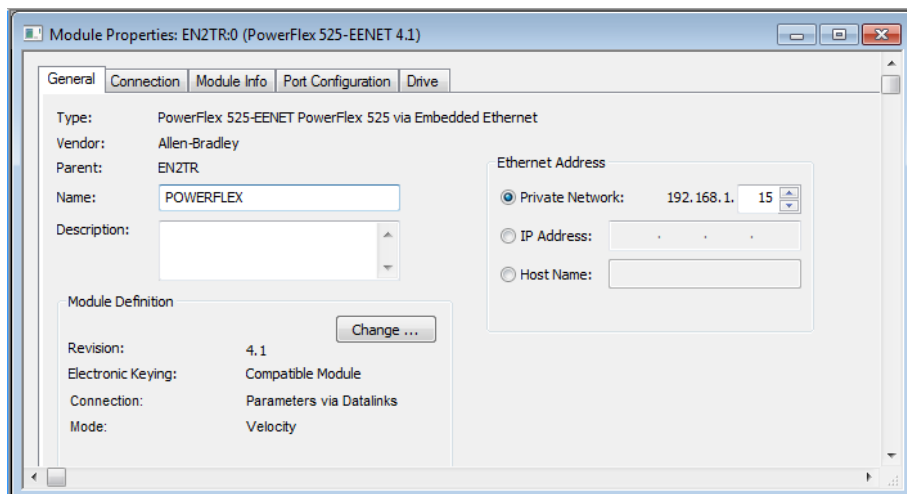 Module Properties: EN2TR:0 (PowerFlex 525-EENET 4.1)
General Connection Module Info Port Configuration Drive
Type: PowerFlex 525-EENET PowerFlex 525 via Embedded Ethernet
Vendor: Allen-Bradley
Parent: EN2TR
Name: POWERFLEX
Description:
Module Definition
Change ...
Revision: 4.1
Electronic Keying: Compatible Module
Connection: Parameters via Datalinks
Mode: Velocity
Ethernet Address
Private Network: 192.168.1. 15
IP Address: . . .
Host Name: